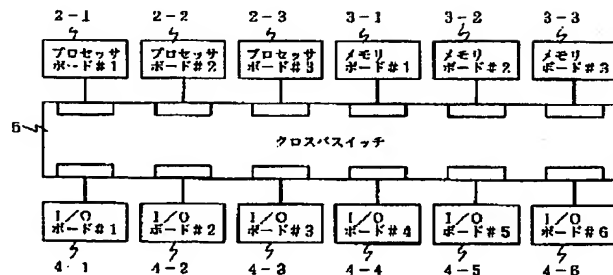 2-1 2-2 2-3 3-1 3-2 3-3
プロセッサ プロセッサ プロセッサ メモリ メモリ メモリ
ボード#1 ボード#2 ボード#3 ボード#1 ボード#2 ボード#3
5
クロスバスイッチ
I/O I/O I/O I/O I/O I/O
ボード#1 ボード#2 ボード#3 ボード#4 ボード#5 ボード#6
4-1 4-2 4-3 4-4 4-5 4-6